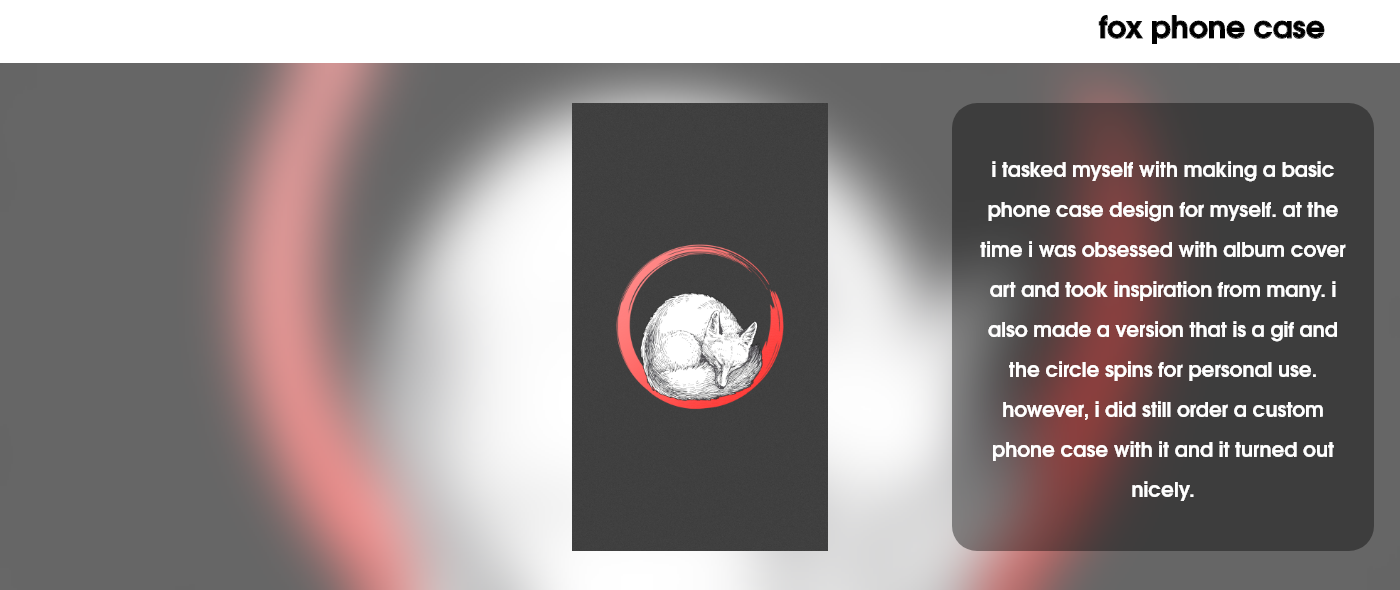 fox phone case
i tasked myself with making a basic
phone case design for myself. at the
time i was obsessed with album cover
art and took inspiration from many. i
also made a version that is a gif and
the circle spins for personal use.
however, i did still order a custom
phone case with it and it turned out
nicely.